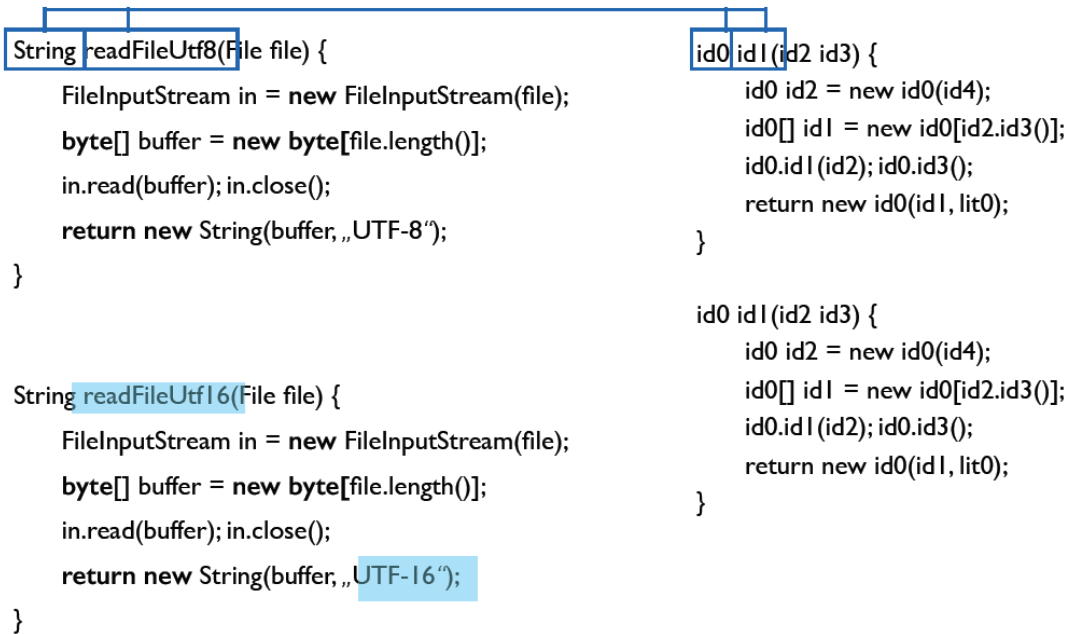 String readFileUtf8(File file) {
FileInputStream in = new FileInputStream(file);
byte[] buffer = new byte[file.length()];
in.read(buffer); in.close();
return new String(buffer, „UTF-8“);
}
String readFileUtf16(File file) {
FileInputStream in = new FileInputStream(file);
byte[] buffer = new byte[file.length()];
in.read(buffer); in.close();
return new String(buffer, „UTF-16“);
}
id0 id1(id2 id3) {
id0 id2 = new id0(id4);
id0[] id1 = new id0[id2.id3()];
id0.id1(id2); id0.id3();
return new id0(id1, lit0);
}
id0 id1(id2 id3) {
id0 id2 = new id0(id4);
id0[] id1 = new id0[id2.id3()];
id0.id1(id2); id0.id3();
return new id0(id1, lit0);
}